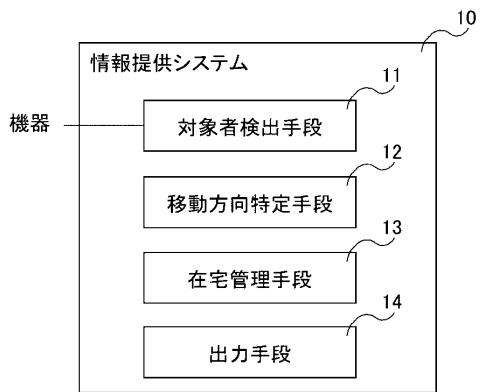 10
情報提供システム
11
機器
対象者検出手段
12
移動方向特定手段
13
在宅管理手段
14
出力手段